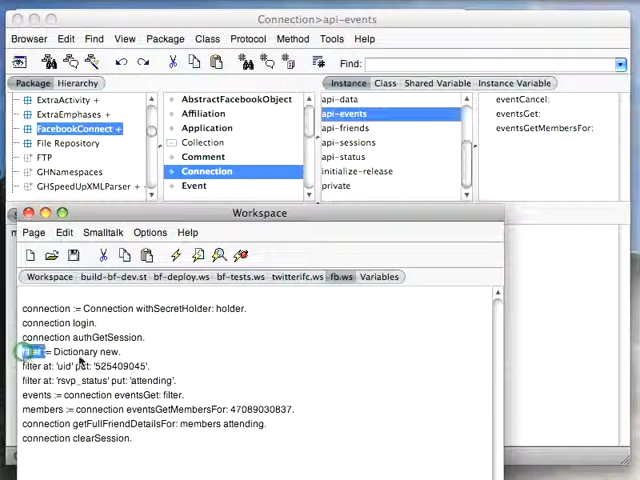 Connection>api-events
Browser Edit Find View Package Class Protocol Method Tools Help
Find:
Package Hierarchy
Instance Class Shared Variable Instance Variable
ExtraActivity +
ExtraEmphases +
FacebookConnect +
File Repository
FTP
GHNamespaces
GHSpeedUpXMLParser +
AbstractFacebookObject
Affiliation
Application
Collection
Comment
Connection
Event
api-data
api-events
api-friends
api-sessions
api-status
initialize-release
private
eventCancel:
eventsGet:
eventsGetMembersFor:
Workspace
Page Edit Smalltalk Options Help
Workspace build-bf-dev.st bf-deploy.ws bf-tests.ws twitterifc.ws fb.ws Variables
connection := Connection withSecretHolder: holder.
connection login.
connection authGetSession.
:= Dictionary new.
filter at: 'uid' put: '525409045'.
filter at: 'rsvp_status' put: 'attending'.
events := connection eventsGet: filter.
members := connection eventsGetMembersFor: 47089030837.
connection getFullFriendDetailsFor: members attending.
connection clearSession.